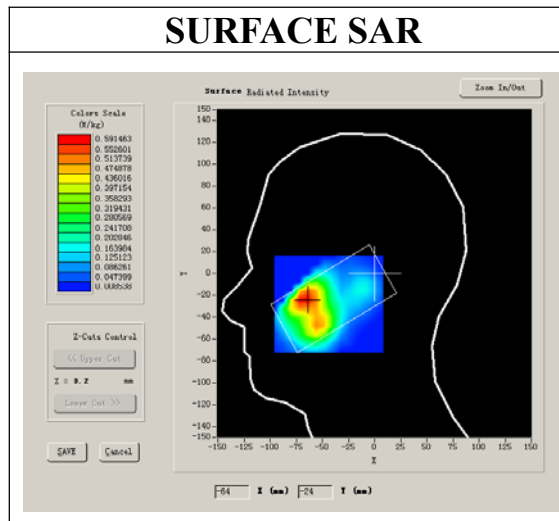 SURFACE SAR
Surface Radiated Intensity
Zoom In/Out
Colors Scale
(W/kg)
0.591463
0.552601
0.513739
0.474878
0.436016
0.397154
0.358293
0.319431
0.280569
0.241708
0.202846
0.163984
0.125123
0.086261
0.047399
0.008538
150
140
120
100
80
60
40
20
0
-20
-40
-60
-80
-100
-120
-140
-150
Y
-150 -125 -100 -75 -50 -25 0 25 50 75 100 125 150
X
Z-Cuts Control
<< Upper Cut
Z = 9.2 mm
Lower Cut >>
SAVE Cancel
-64 X (mm) -24 Y (mm)